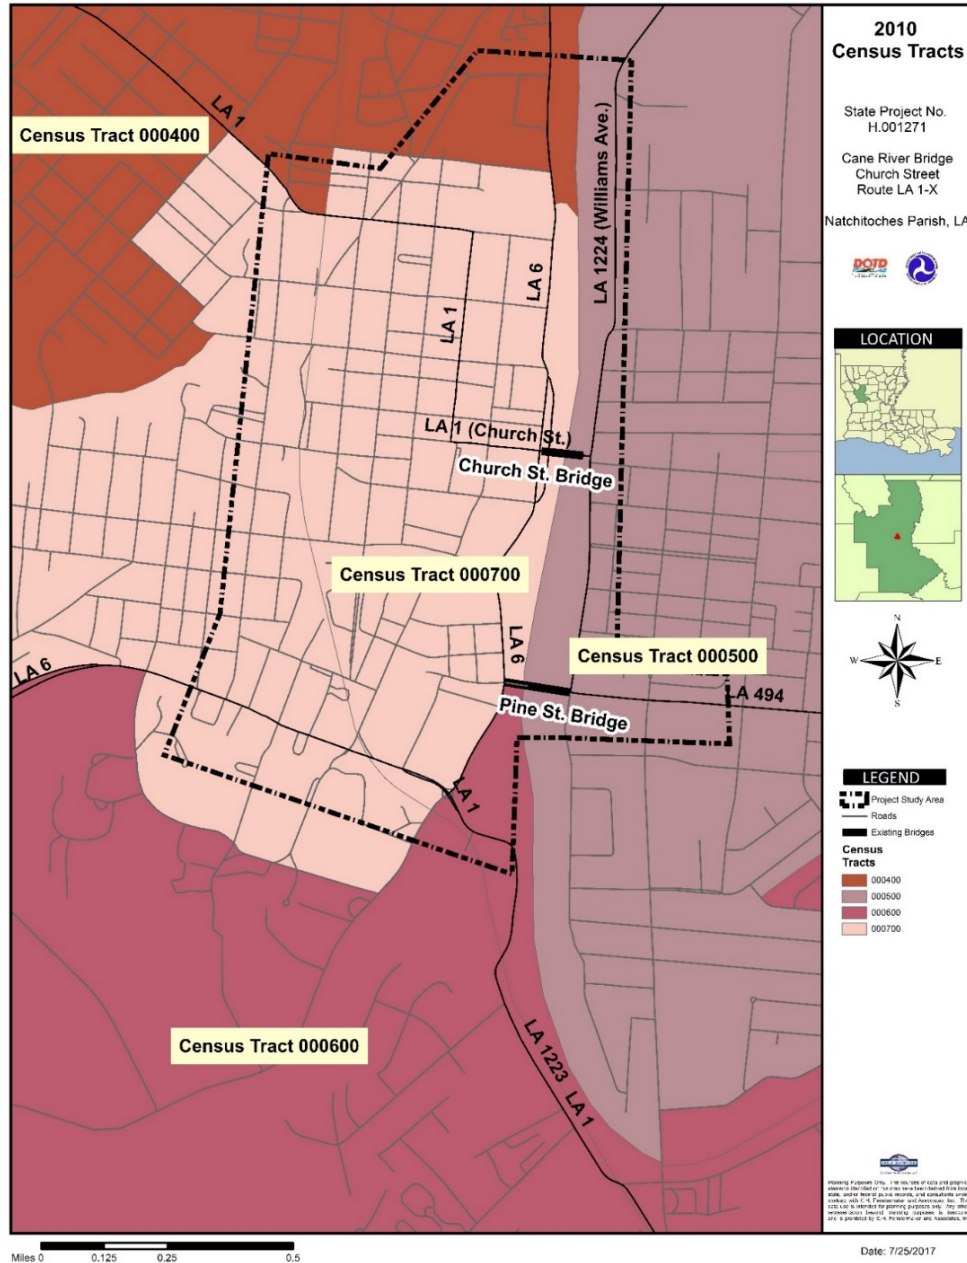 2010
Census Tracts
State Project No.
H.001271
Cane River Bridge
Church Street
Route LA 1-X
Natchitoches Parish, LA
DOTD
LOCATION
N
W
E
S
LEGEND
Project Study Area
Roads
Existing Bridges
Census
Tracts
000400
000500
000600
000700
LA 1
Census Tract 000400
LA 1224 (Williams Ave.)
LA 6
LA 1
LA 1 (Church St.)
Church St. Bridge
Census Tract 000700
LA 6
LA 6
Census Tract 000500
LA 494
Pine St. Bridge
LA 1
Census Tract 000600
LA 1223
LA 1
Miles 0
0.125
0.25
0.5
Date: 7/25/2017